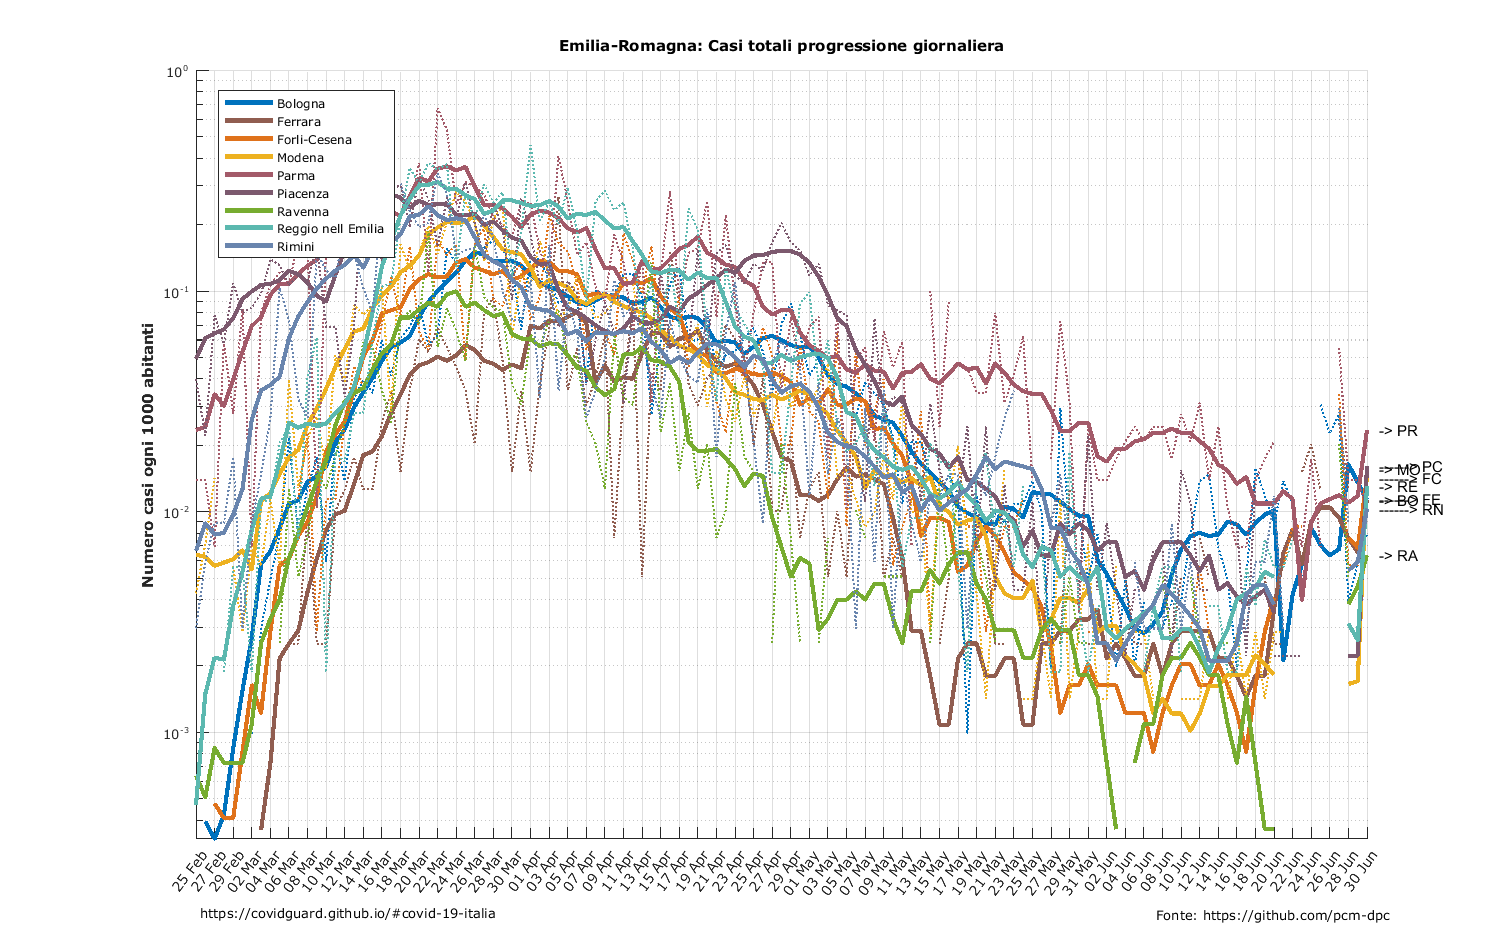 Emilia-Romagna: Casi totali progressione giornaliera
10^0
10^-1
10^-2
10^-3
Numero casi ogni 1000 abitanti
Bologna
Ferrara
Forli-Cesena
Modena
Parma
Piacenza
Ravenna
Reggio nell Emilia
Rimini
-> PR
-> PC
-> MO
-> FC
-> RE
-> BO
-> FE
-> RN
-> RA
25 Feb
27 Feb
29 Feb
02 Mar
04 Mar
06 Mar
08 Mar
10 Mar
12 Mar
14 Mar
16 Mar
18 Mar
20 Mar
22 Mar
24 Mar
26 Mar
28 Mar
30 Mar
01 Apr
03 Apr
05 Apr
07 Apr
09 Apr
11 Apr
13 Apr
15 Apr
17 Apr
19 Apr
21 Apr
23 Apr
25 Apr
27 Apr
29 Apr
01 May
03 May
05 May
07 May
09 May
11 May
13 May
15 May
17 May
19 May
21 May
23 May
25 May
27 May
29 May
31 May
02 Jun
04 Jun
06 Jun
08 Jun
10 Jun
12 Jun
14 Jun
16 Jun
18 Jun
20 Jun
22 Jun
24 Jun
26 Jun
28 Jun
30 Jun
https://covidguard.github.io/#covid-19-italia
Fonte: https://github.com/pcm-dpc